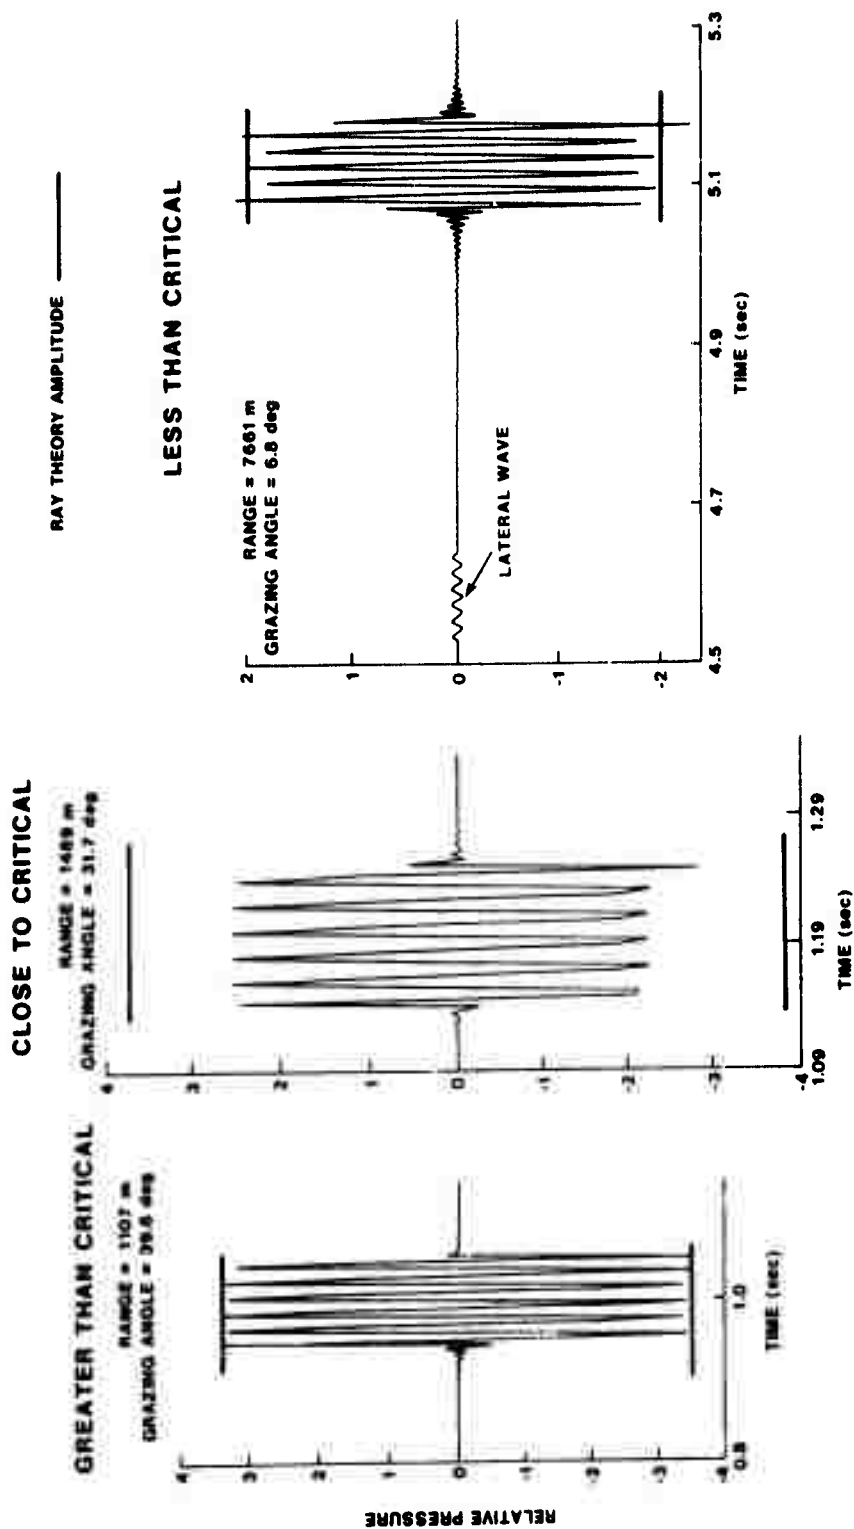 RAY THEORY AMPLITUDE
GREATER THAN CRITICAL
RANGE = 1107 m
GRAZING ANGLE = 39.6 deg
RELATIVE PRESSURE
4
3
2
1
0
-1
-2
-3
-4
0.8
1.0
TIME (sec)
CLOSE TO CRITICAL
RANGE = 1489 m
GRAZING ANGLE = 31.7 deg
4
3
2
1
0
-1
-2
-3
-4
1.09
1.19
1.29
TIME (sec)
LESS THAN CRITICAL
RANGE = 7661 m
GRAZING ANGLE = 6.8 deg
LATERAL WAVE
2
1
0
-1
-2
4.5
4.7
4.9
5.1
5.3
TIME (sec)